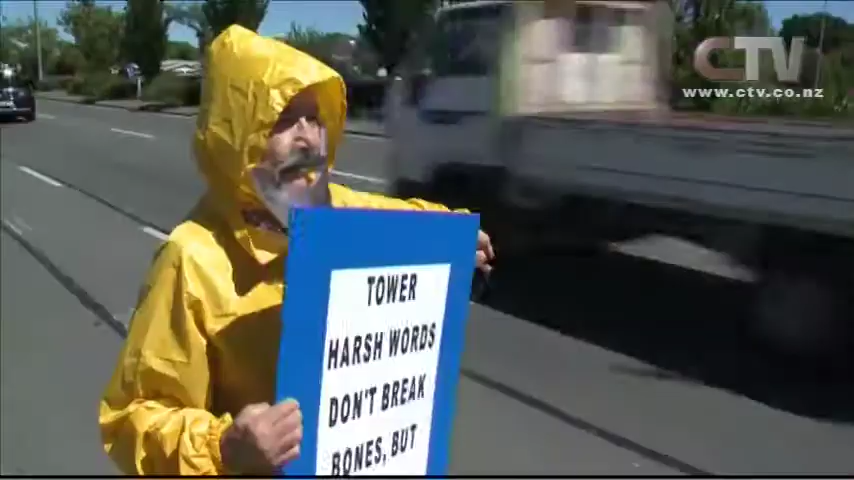 CTV
www.ctv.co.nz
TOWER
HARSH WORDS
DON'T BREAK
BONES, BUT